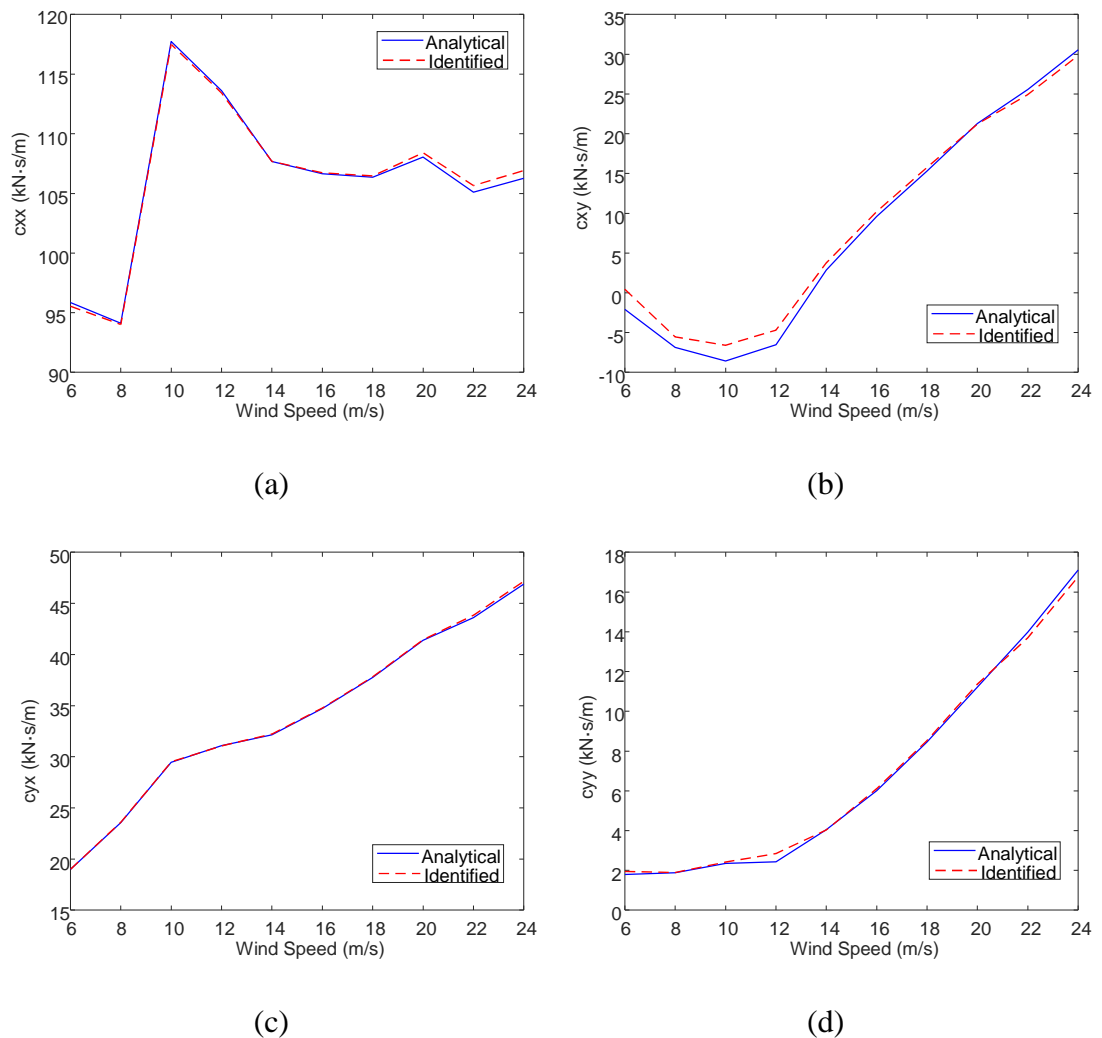 120
115
110
105
100
95
90
cxx (kN·s/m)
Analytical
Identified
6 8 10 12 14 16 18 20 22 24
Wind Speed (m/s)
(a)
35
30
25
20
15
10
5
0
-5
-10
cxy (kN·s/m)
Analytical
Identified
6 8 10 12 14 16 18 20 22 24
Wind Speed (m/s)
(b)
50
45
40
35
30
25
20
15
cyx (kN·s/m)
Analytical
Identified
6 8 10 12 14 16 18 20 22 24
Wind Speed (m/s)
(c)
18
16
14
12
10
8
6
4
2
0
cyy (kN·s/m)
Analytical
Identified
6 8 10 12 14 16 18 20 22 24
Wind Speed (m/s)
(d)